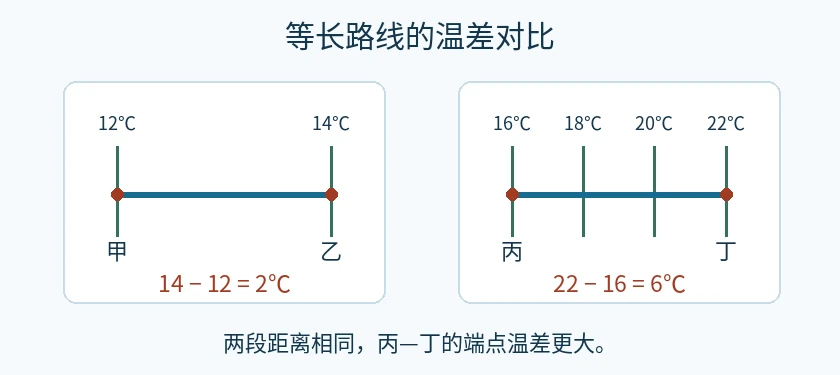 等长路线的温差对比
12℃ 14℃
甲 乙
14 − 12 = 2℃
16℃ 18℃ 20℃ 22℃
丙 丁
22 − 16 = 6℃
两段距离相同，丙—丁的端点温差更大。